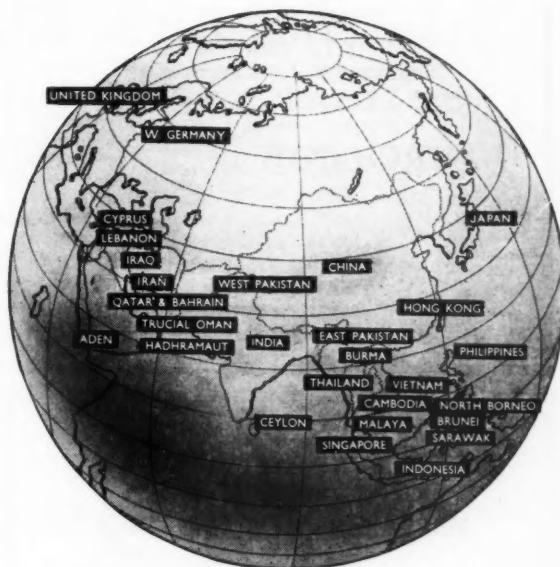 UNITED KINGDOM
W. GERMANY
CYPRUS
LEBANON
IRAQ
IRAN
QATAR & BAHRAIN
TRUCIAL OMAN
ADEN
HADHRAMAUT
WEST PAKISTAN
CHINA
JAPAN
HONG KONG
INDIA
EAST PAKISTAN
BURMA
PHILIPPINES
THAILAND
VIETNAM
CAMBODIA
NORTH BORNEO
CEYLON
MALAYA
BRUNEI
SINGAPORE
SARAWAK
INDONESIA